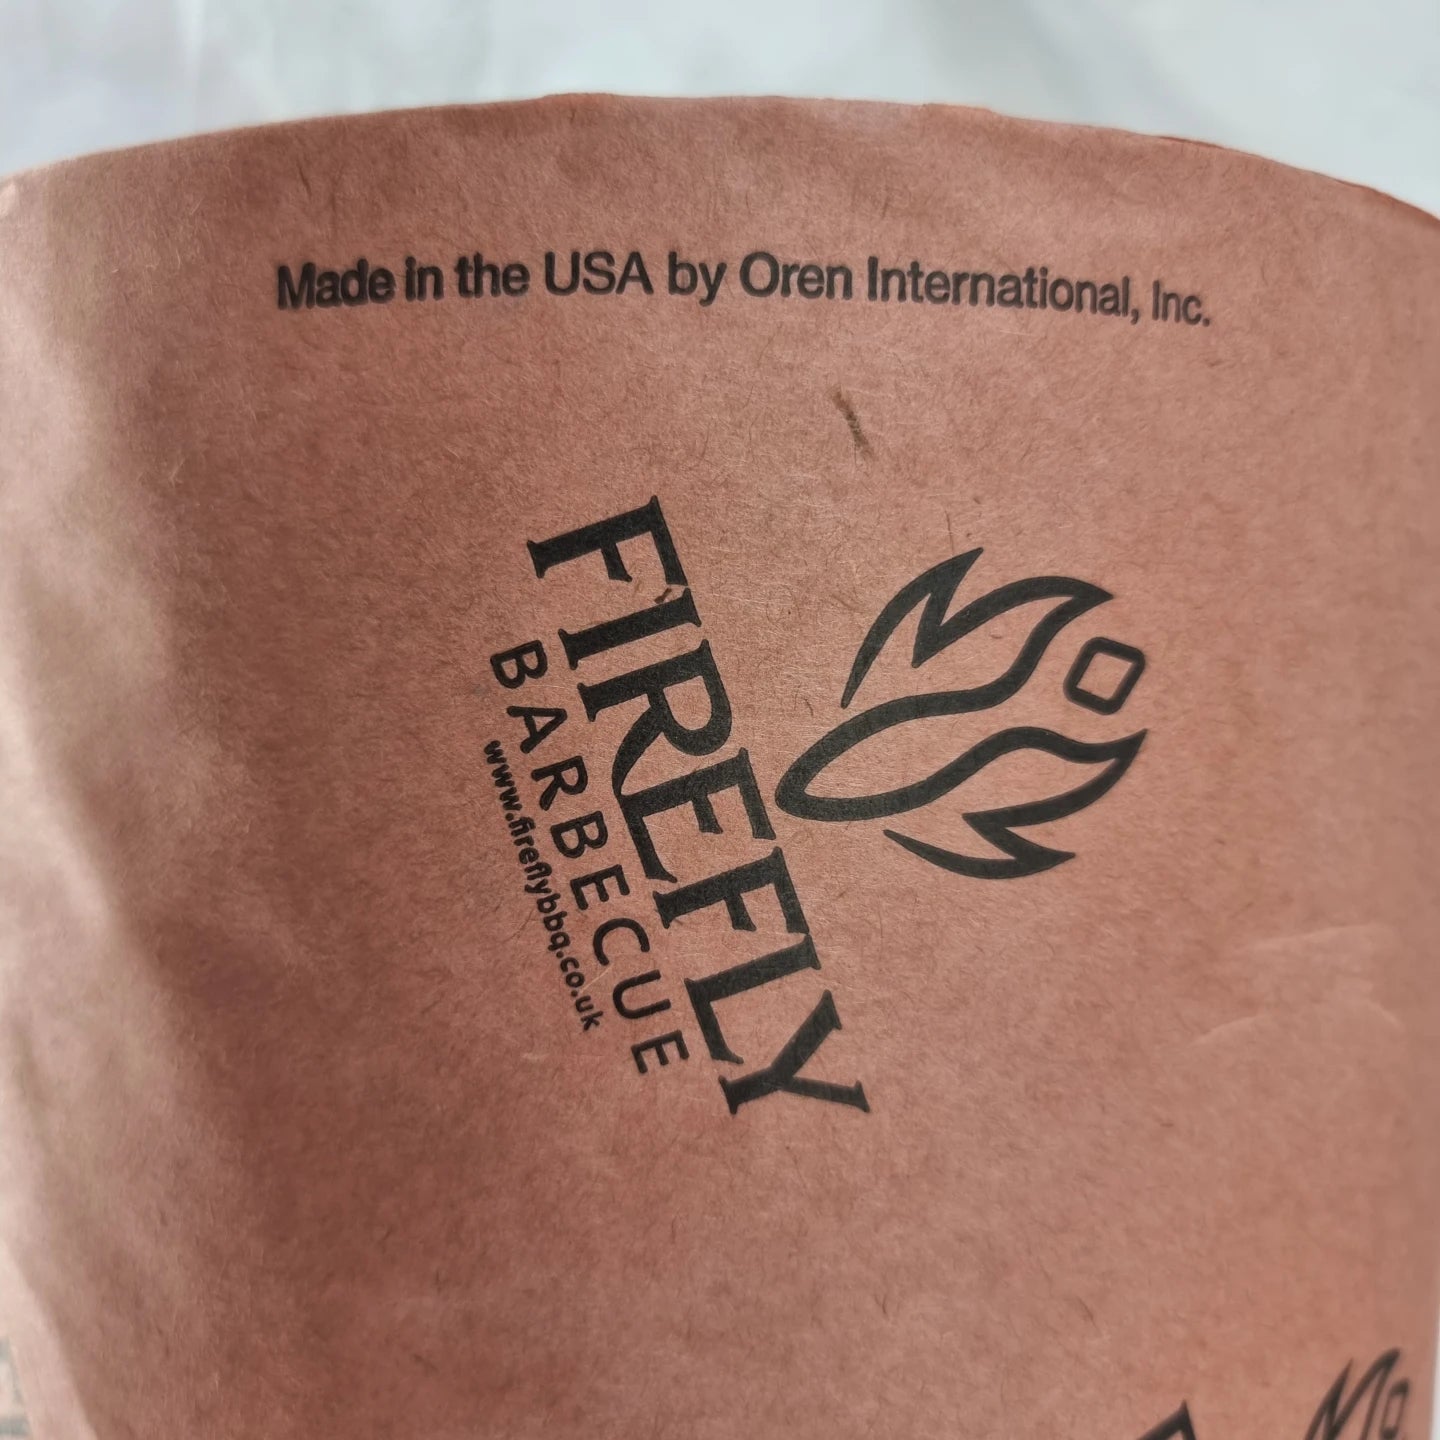 Made in the USA by Oren International, Inc.
FIREFLY
BARBECUE
www.fireflybbq.co.uk